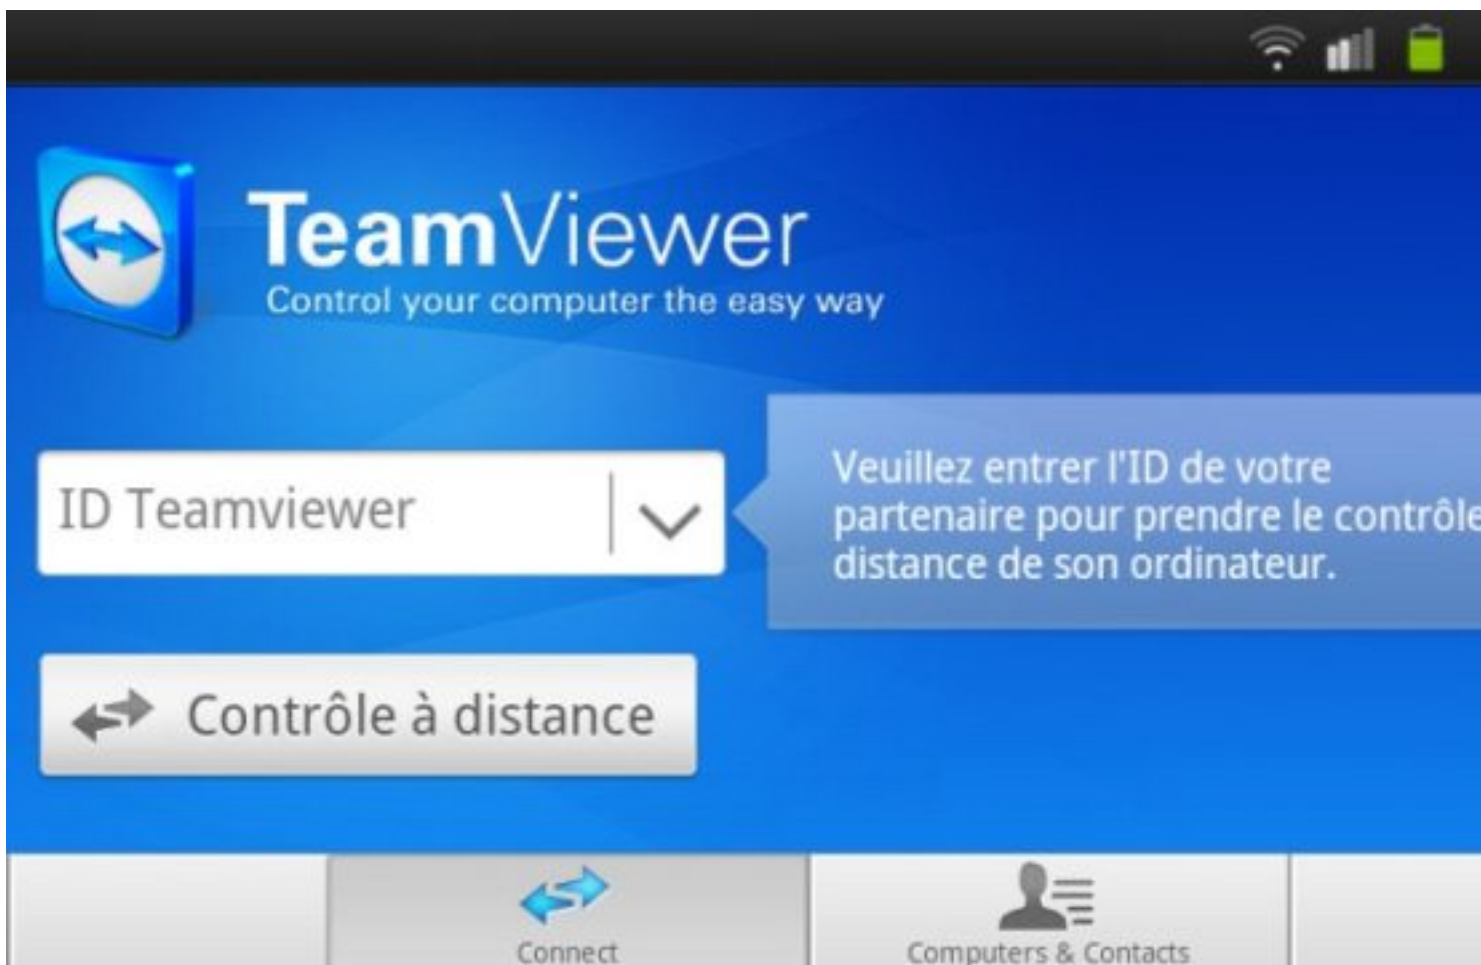 TeamViewer
Control your computer the easy way
ID Teamviewer
Veuillez entrer l'ID de votre
partenaire pour prendre le contrôle
distance de son ordinateur.
Contrôle à distance
Connect
Computers & Contacts